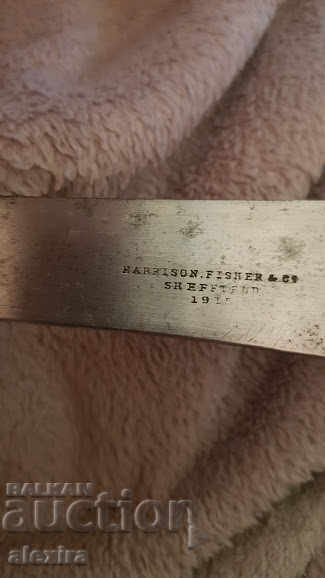 HARRISON, FISHER & Cº
SHEFFIELD
BALKAN
auction
alexira